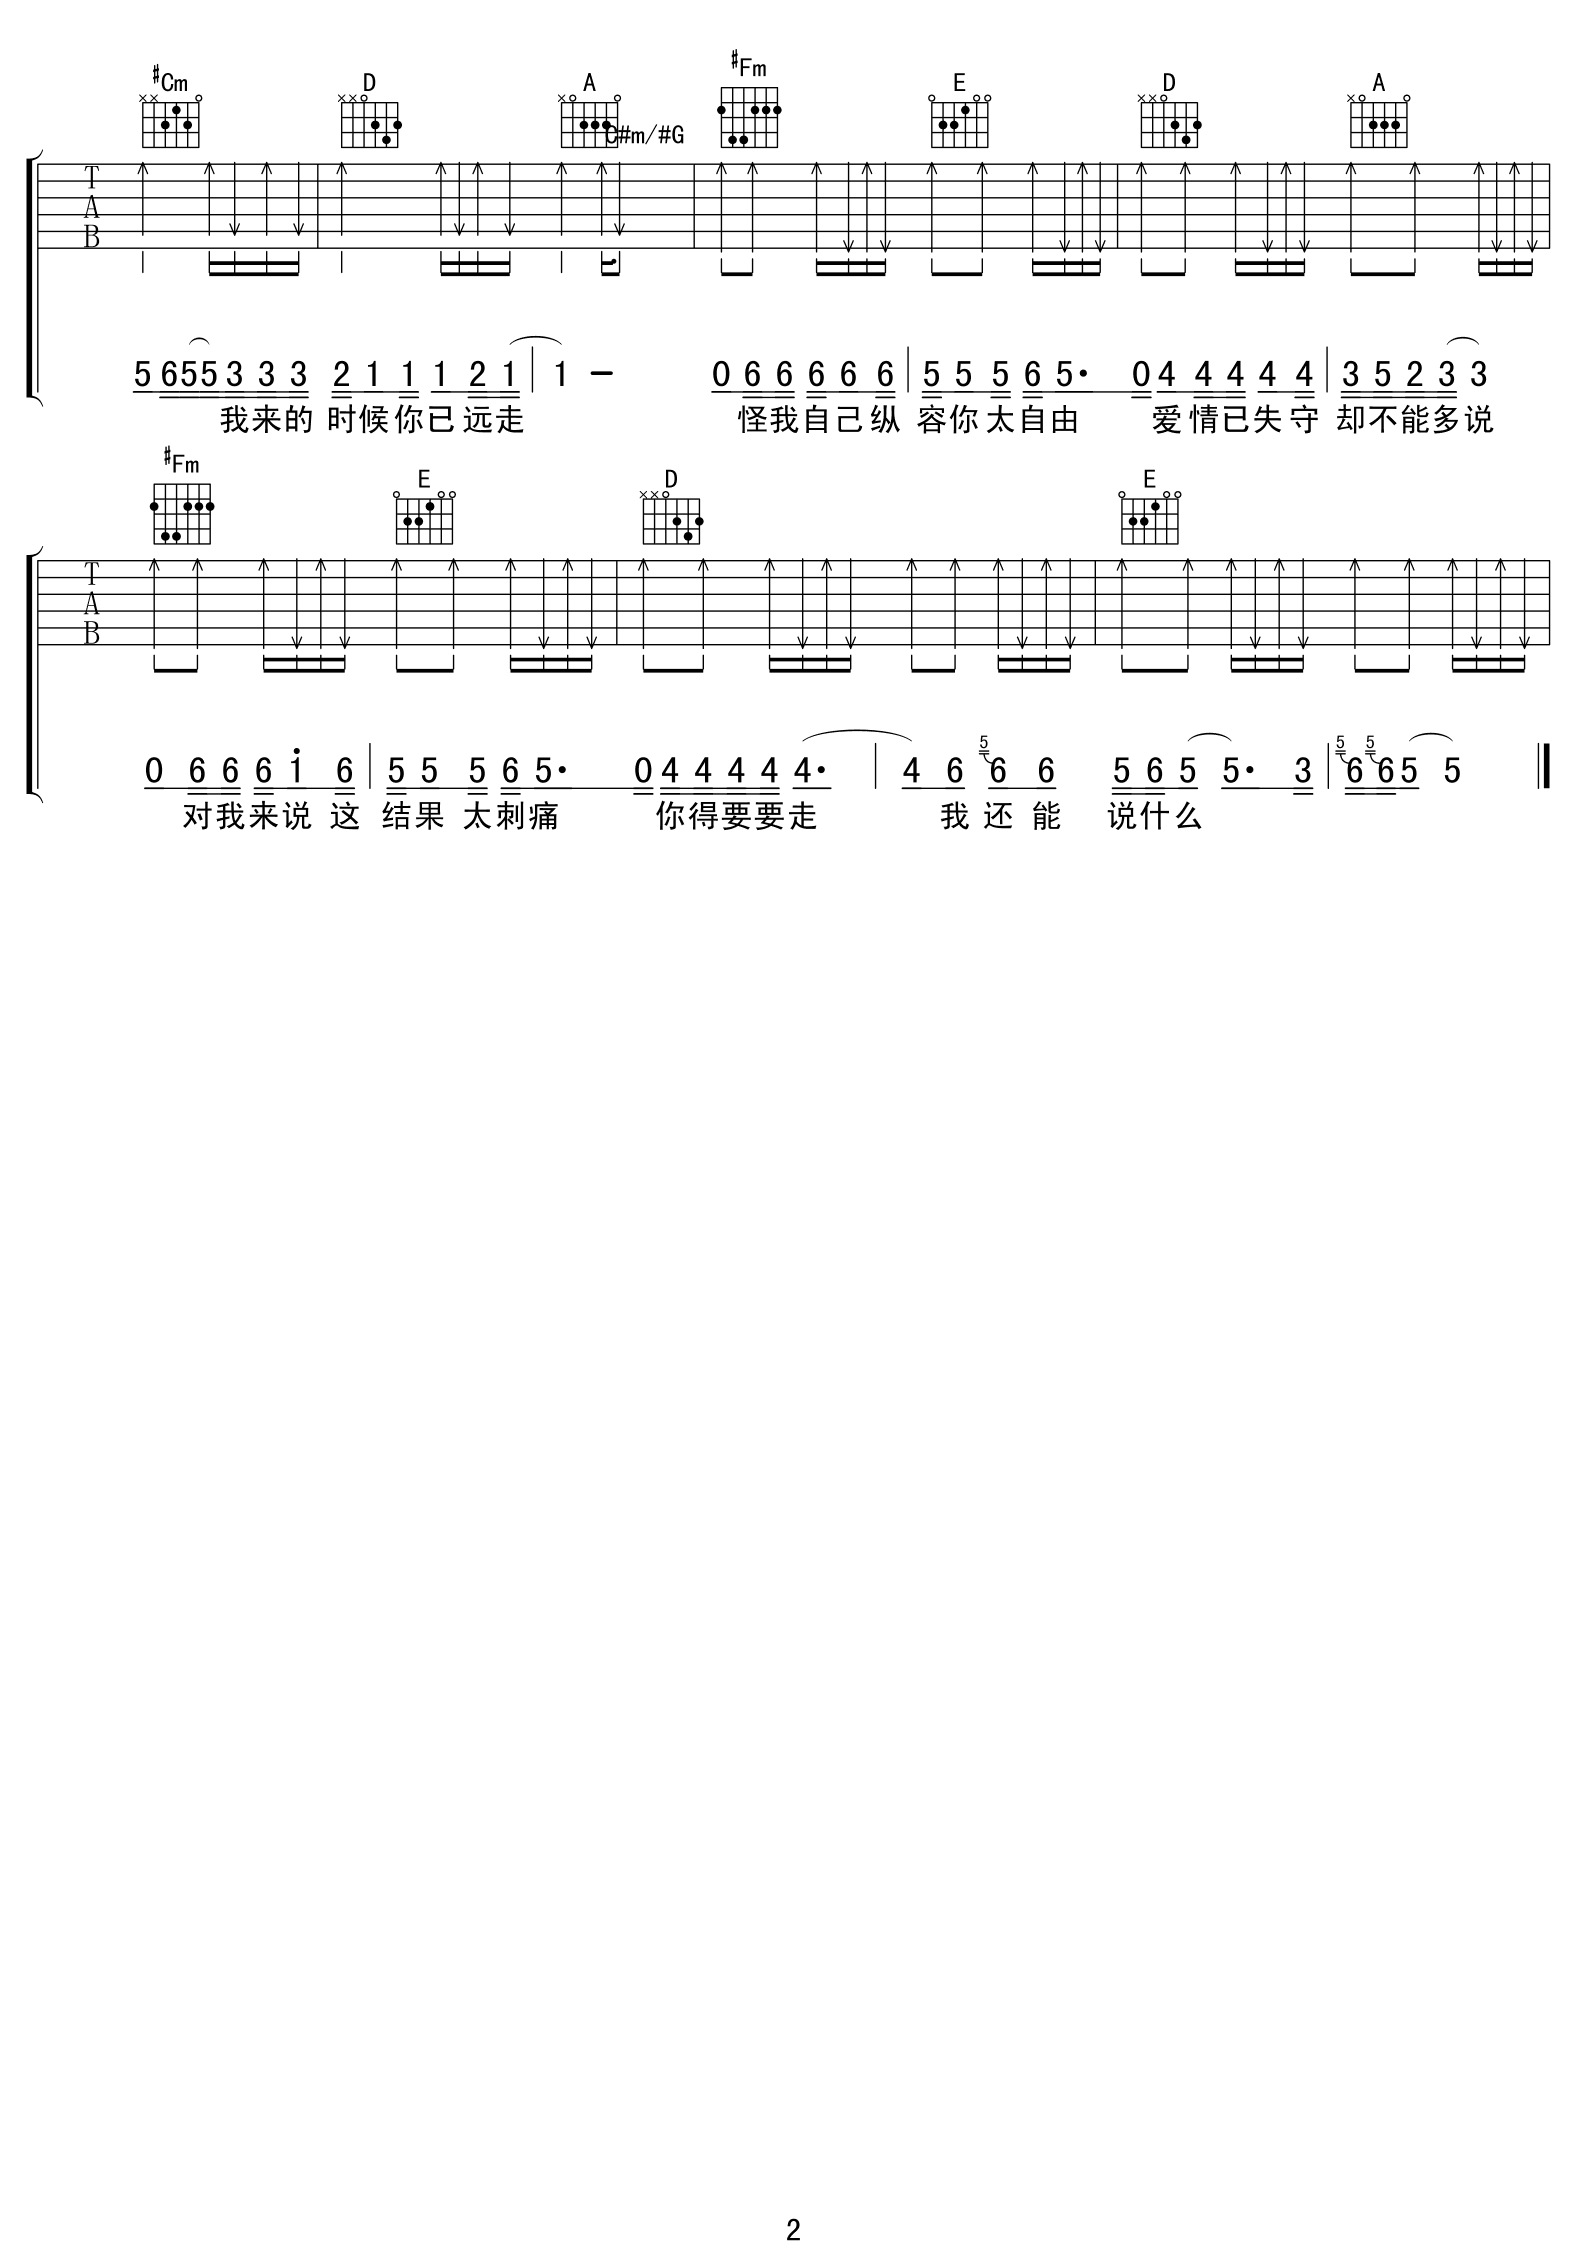 #Cm D A #Fm E D A
C#m/#G
T
A
B
5 6 5 5 3 3 3 2 1 1 1 2 1 | 1 – 0 6 6 6 6 6 | 5 5 5 6 5· 0 4 4 4 4 4 | 3 5 2 3 3
我来的 时候你已远走 怪我自己纵 容你太自由 爱情已失守 却不能多说
#Fm E D E
T
A
B
0 6 6 6 1̇ 6 | 5 5 5 6 5· 0 4 4 4 4 4· | 4 6 5 6 6 5 6 5 5· 3 | 5 6 5 6 5 5
对我来说 这 结果 太刺痛 你得要要走 我 还 能 说什么
2